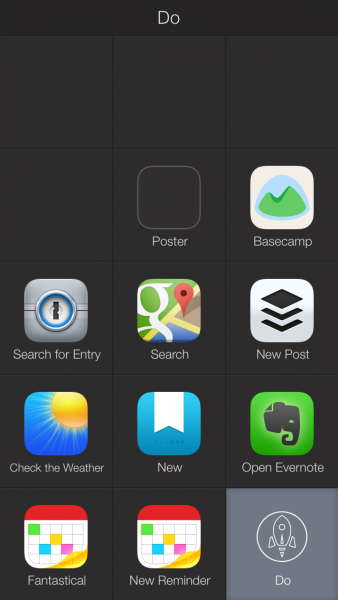 Do
Poster
Basecamp
Search for Entry
Search
New Post
Check the Weather
New
Open Evernote
Fantastical
New Reminder
Do